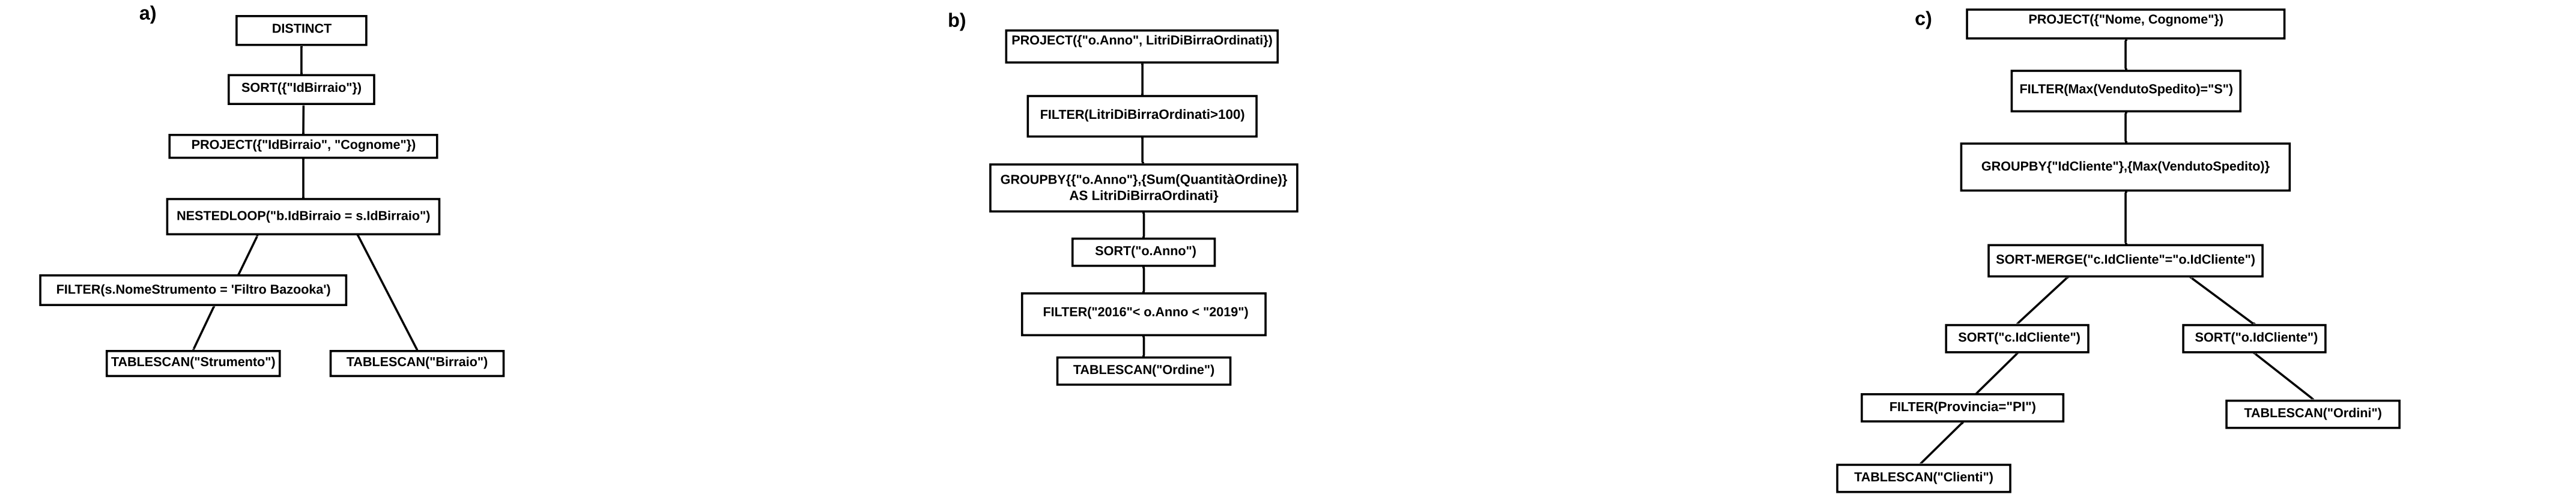 a)
DISTINCT
SORT({"IdBirraio"})
PROJECT({"IdBirraio", "Cognome"})
NESTEDLOOP("b.IdBirraio = s.IdBirraio")
FILTER(s.NomeStrumento = 'Filtro Bazooka')
TABLESCAN("Strumento")
TABLESCAN("Birraio")
b)
PROJECT({"o.Anno", LitriDiBirraOrdinati})
FILTER(LitriDiBirraOrdinati>100)
GROUPBY{{"o.Anno"},{Sum(QuantitàOrdine)}
AS LitriDiBirraOrdinati}
SORT("o.Anno")
FILTER("2016"< o.Anno < "2019")
TABLESCAN("Ordine")
c)
PROJECT({"Nome, Cognome"})
FILTER(Max(VendutoSpedito)="S")
GROUPBY{"IdCliente"},{Max(VendutoSpedito)}
SORT-MERGE("c.IdCliente"="o.IdCliente")
SORT("c.IdCliente")
SORT("o.IdCliente")
FILTER(Provincia="PI")
TABLESCAN("Ordini")
TABLESCAN("Clienti")